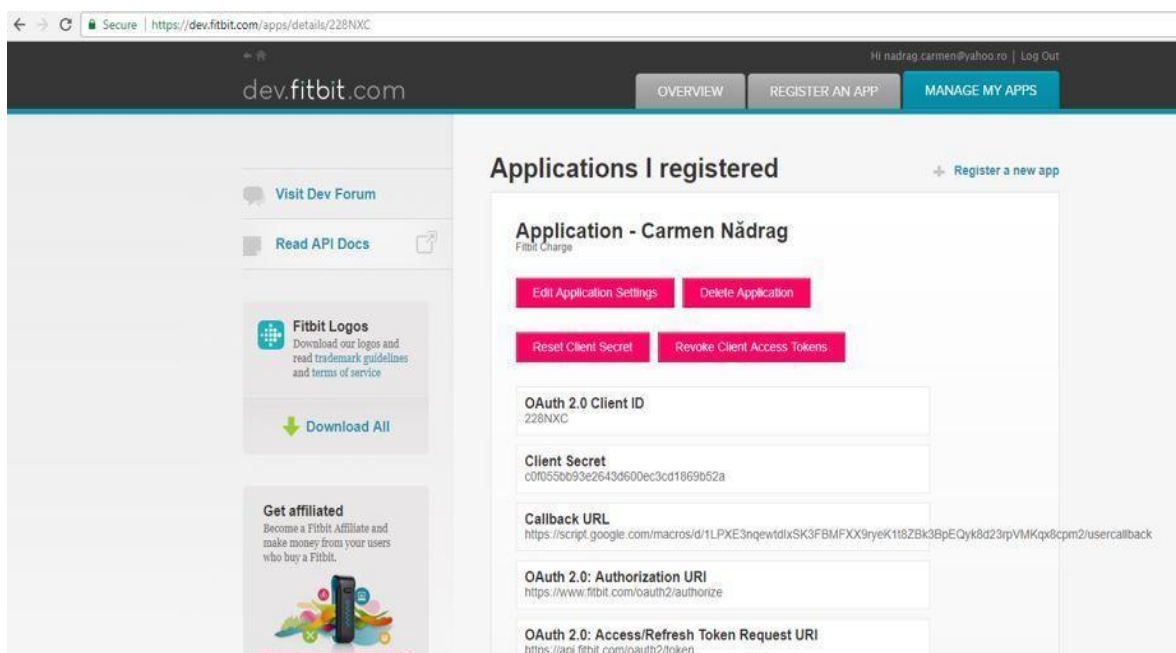 Secure | https://dev.fitbit.com/apps/details/228NXC
Hi nadrag.carmen@yahoo.ro | Log Out
dev.fitbit.com
OVERVIEW
REGISTER AN APP
MANAGE MY APPS
Visit Dev Forum
Read API Docs
Fitbit Logos
Download our logos and
read trademark guidelines
and terms of service
Download All
Get affiliated
Become a Fitbit Affiliate and
make money from your users
who buy a Fitbit.
Applications I registered
Register a new app
Application - Carmen Nǎdrag
Fitbit Charge
Edit Application Settings
Delete Application
Reset Client Secret
Revoke Client Access Tokens
OAuth 2.0 Client ID
228NXC
Client Secret
c0f055bb93e2643d600ec3cd1869b52a
Callback URL
https://script.google.com/macros/d/1LPXE3nqewtdIxSK3FBMFXX9ryeK1t8ZBk3BpEQyk8d23rpVMKqx8cpm2/usercallback
OAuth 2.0: Authorization URI
https://www.fitbit.com/oauth2/authorize
OAuth 2.0: Access/Refresh Token Request URI
https://api.fitbit.com/oauth2/token